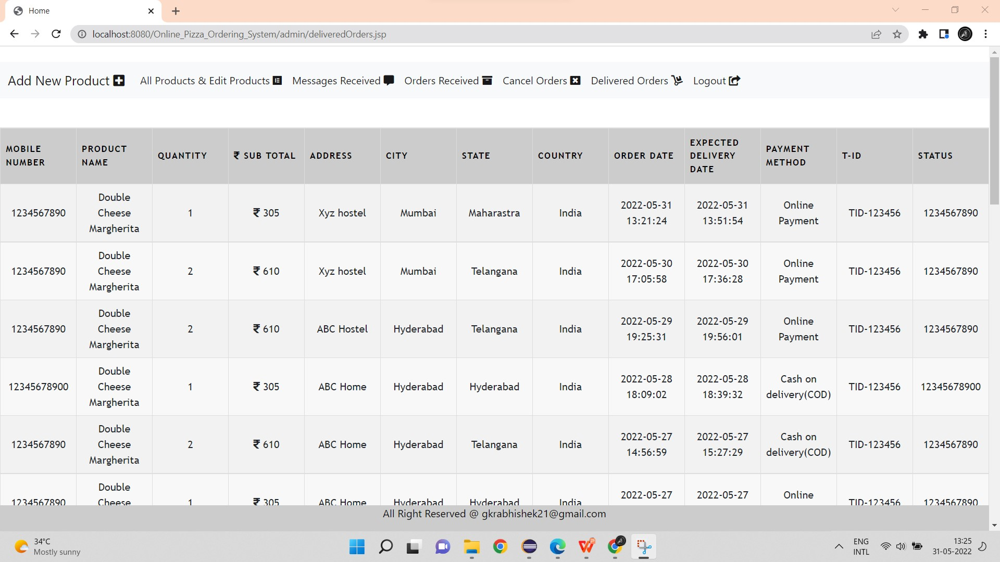 Home
localhost:8080/Online_Pizza_Ordering_System/admin/deliveredOrders.jsp
Add New Product All Products & Edit Products Messages Received Orders Received Cancel Orders Delivered Orders Logout
MOBILE NUMBER PRODUCT NAME QUANTITY ₹ SUB TOTAL ADDRESS CITY STATE COUNTRY ORDER DATE EXPECTED DELIVERY DATE PAYMENT METHOD T-ID STATUS
1234567890 Double Cheese Margherita 1 ₹ 305 Xyz hostel Mumbai Maharastra India 2022-05-31 13:21:24 2022-05-31 13:51:54 Online Payment TID-123456 1234567890
1234567890 Double Cheese Margherita 2 ₹ 610 Xyz hostel Mumbai Telangana India 2022-05-30 17:05:58 2022-05-30 17:36:28 Online Payment TID-123456 1234567890
1234567890 Double Cheese Margherita 2 ₹ 610 ABC Hostel Hyderabad Telangana India 2022-05-29 19:25:31 2022-05-29 19:56:01 Online Payment TID-123456 1234567890
12345678900 Double Cheese Margherita 1 ₹ 305 ABC Home Hyderabad Hyderabad India 2022-05-28 18:09:02 2022-05-28 18:39:32 Cash on delivery(COD) TID-123456 12345678900
1234567890 Double Cheese Margherita 2 ₹ 610 ABC Home Hyderabad Telangana India 2022-05-27 14:56:59 2022-05-27 15:27:29 Cash on delivery(COD) TID-123456 1234567890
1234567890 Double Cheese 1 ₹ 305 ABC Home Hyderabad Hyderabad India 2022-05-27 2022-05-27 Online TID-123456 1234567890
All Right Reserved @ gkrabhishek21@gmail.com
34°C
Mostly sunny
ENG
INTL
13:25
31-05-2022